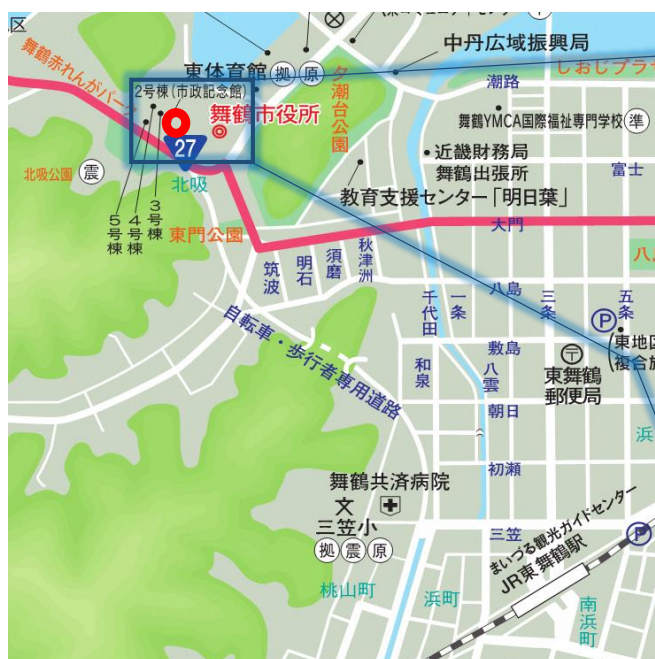 区
舞鶴赤れんがパーク
東体育館 拠 原
2号棟(市政記念館)
舞鶴市役所
27
北吸
北吸公園 震
5号棟
4号棟
3号棟
東門公園
夕潮台公園
中丹広域振興局
しおじプラザ
潮路
舞鶴YMCA国際福祉専門学校 準
近畿財務局
舞鶴出張所
富士
教育支援センター「明日葉」
大門
筑波
明石
須磨
秋津洲
八島
千代田
一条
三条
五条
P
敷島
東舞鶴
郵便局
和泉
八雲
朝日
浜
自転車・歩行者専用道路
初瀬
舞鶴共済病院
文
三笠小
拠 震 原
三笠
まいづる観光ガイドセンター
JR東舞鶴駅
P
桃山町
浜町
南浜町